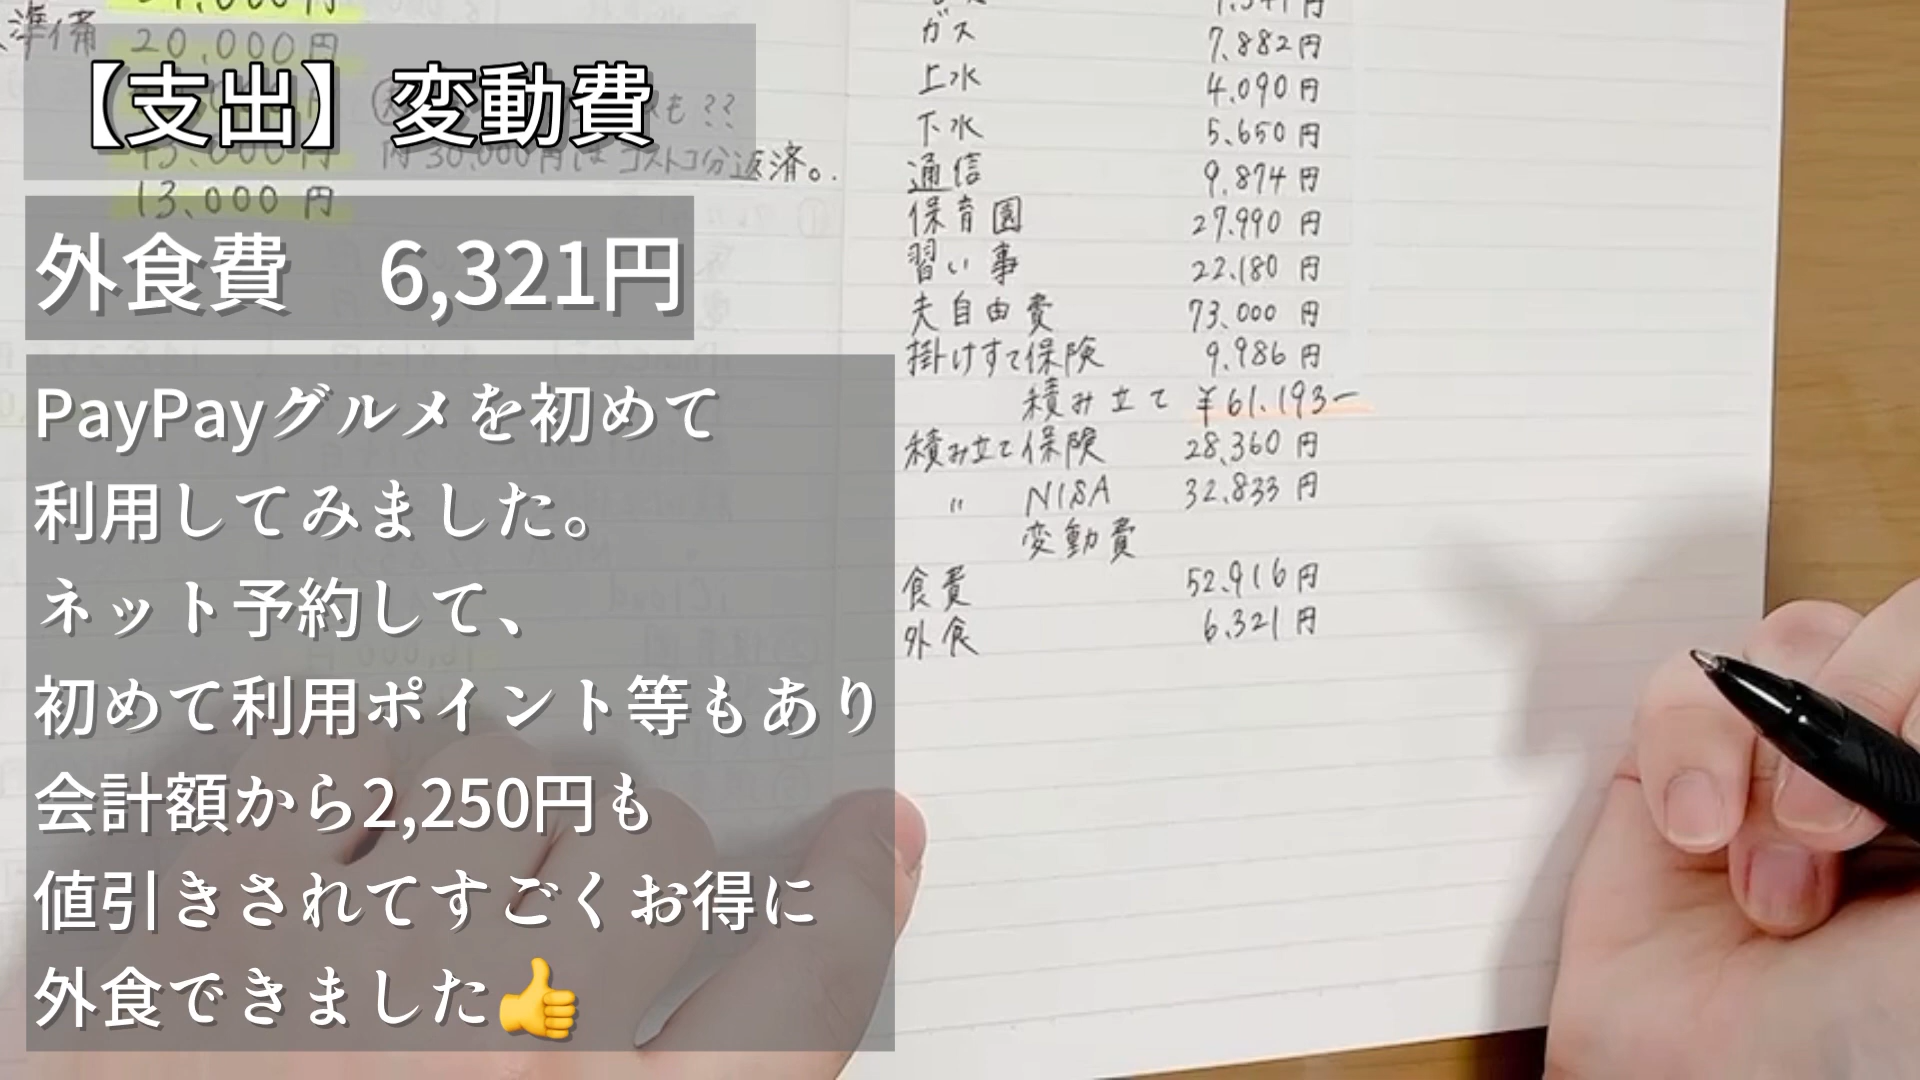 【支出】変動費
外食費　6,321円
PayPayグルメを初めて
利用してみました。
ネット予約して、
初めて利用ポイント等もあり
会計額から2,250円も
値引きされてすごくお得に
外食できました👍
準備 20,000円
円30,000円はコストコ分返済。
13,000円
ガス 7,882円
上水 4,090円
下水 5,650円
通信 9,874円
保育園 27,990円
習い事 22,180円
夫自由費 73,000円
掛けすて保険 9,986円
積み立て ¥61,193-
積み立て保険 28,360円
〃 NISA 32,833円
変動費
食費 52,916円
外食 6,321円